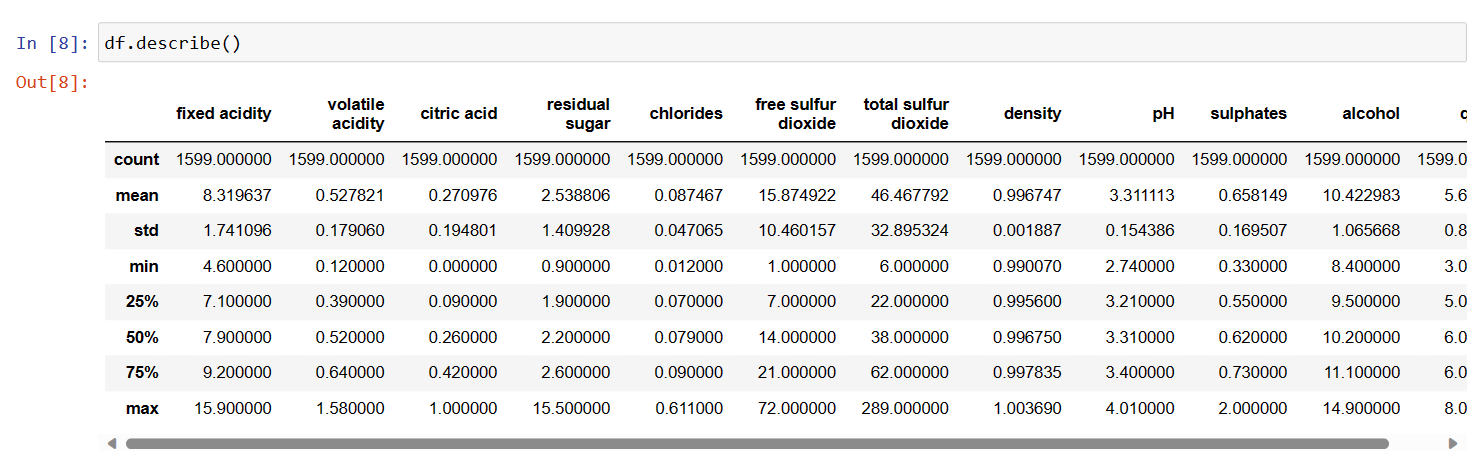 In [8]: df.describe()
Out[8]:
fixed acidity volatile acidity citric acid residual sugar chlorides free sulfur dioxide total sulfur dioxide density pH sulphates alcohol q
count 1599.000000 1599.000000 1599.000000 1599.000000 1599.000000 1599.000000 1599.000000 1599.000000 1599.000000 1599.000000 1599.000000 1599.0
mean 8.319637 0.527821 0.270976 2.538806 0.087467 15.874922 46.467792 0.996747 3.311113 0.658149 10.422983 5.6
std 1.741096 0.179060 0.194801 1.409928 0.047065 10.460157 32.895324 0.001887 0.154386 0.169507 1.065668 0.8
min 4.600000 0.120000 0.000000 0.900000 0.012000 1.000000 6.000000 0.990070 2.740000 0.330000 8.400000 3.0
25% 7.100000 0.390000 0.090000 1.900000 0.070000 7.000000 22.000000 0.995600 3.210000 0.550000 9.500000 5.0
50% 7.900000 0.520000 0.260000 2.200000 0.079000 14.000000 38.000000 0.996750 3.310000 0.620000 10.200000 6.0
75% 9.200000 0.640000 0.420000 2.600000 0.090000 21.000000 62.000000 0.997835 3.400000 0.730000 11.100000 6.0
max 15.900000 1.580000 1.000000 15.500000 0.611000 72.000000 289.000000 1.003690 4.010000 2.000000 14.900000 8.0